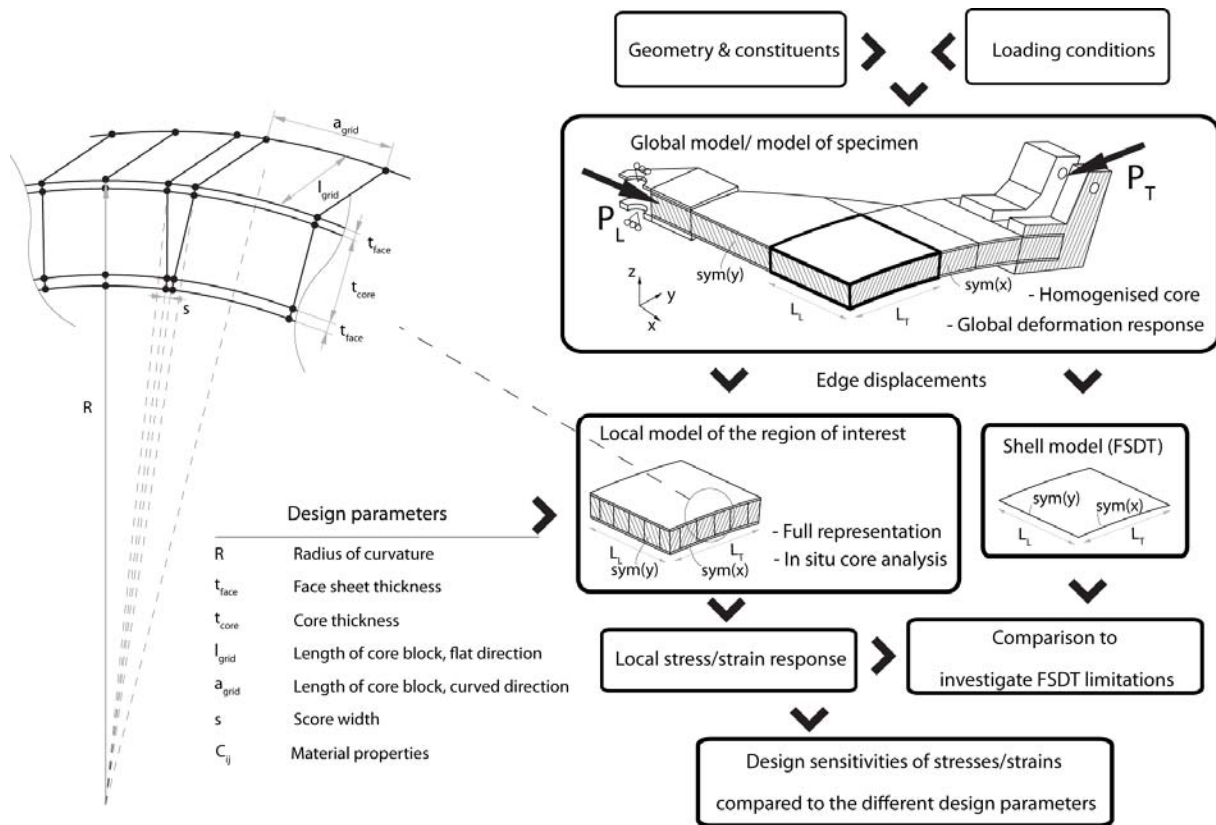 Geometry & constituents
Loading conditions
Global model/ model of specimen
P_L
P_T
sym(y)
sym(x)
z
y
x
L_L
L_T
- Homogenised core
- Global deformation response
Edge displacements
a_grid
l_grid
t_face
t_core
t_face
s
R
Local model of the region of interest
L_L
L_T
sym(y)
sym(x)
- Full representation
- In situ core analysis
Shell model (FSDT)
sym(y)
sym(x)
L_L
L_T
Design parameters
R Radius of curvature
t_face Face sheet thickness
t_core Core thickness
l_grid Length of core block, flat direction
a_grid Length of core block, curved direction
s Score width
C_ij Material properties
Local stress/strain response
Comparison to
investigate FSDT limitations
Design sensitivities of stresses/strains
compared to the different design parameters